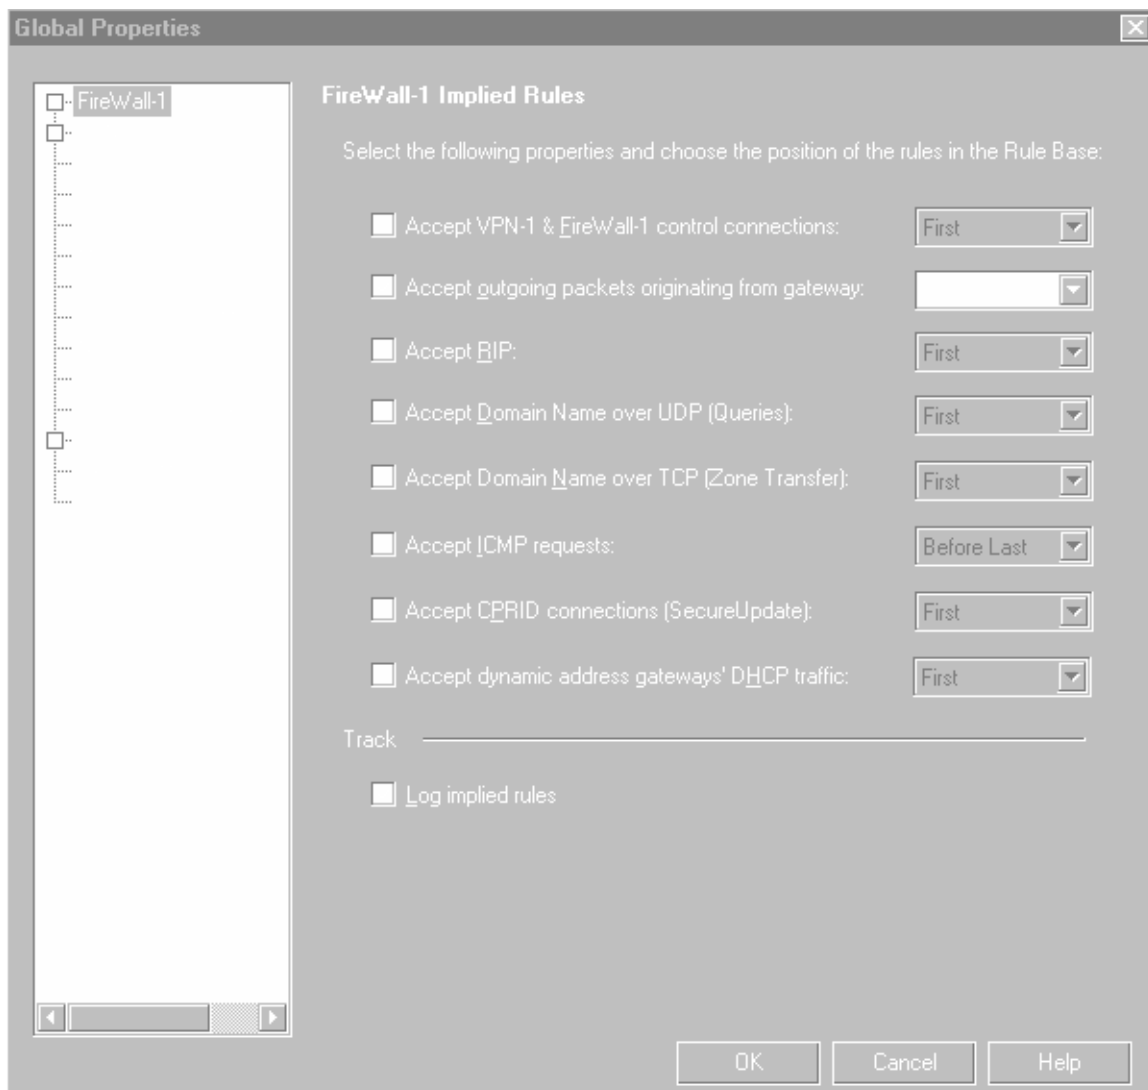 Global Properties
FireWall-1
FireWall-1 Implied Rules
Select the following properties and choose the position of the rules in the Rule Base:
Accept VPN-1 & FireWall-1 control connections: First
Accept outgoing packets originating from gateway:
Accept RIP: First
Accept Domain Name over UDP (Queries): First
Accept Domain Name over TCP (Zone Transfer): First
Accept ICMP requests: Before Last
Accept CPRID connections (SecureUpdate): First
Accept dynamic address gateways' DHCP traffic: First
Track
Log implied rules
OK Cancel Help